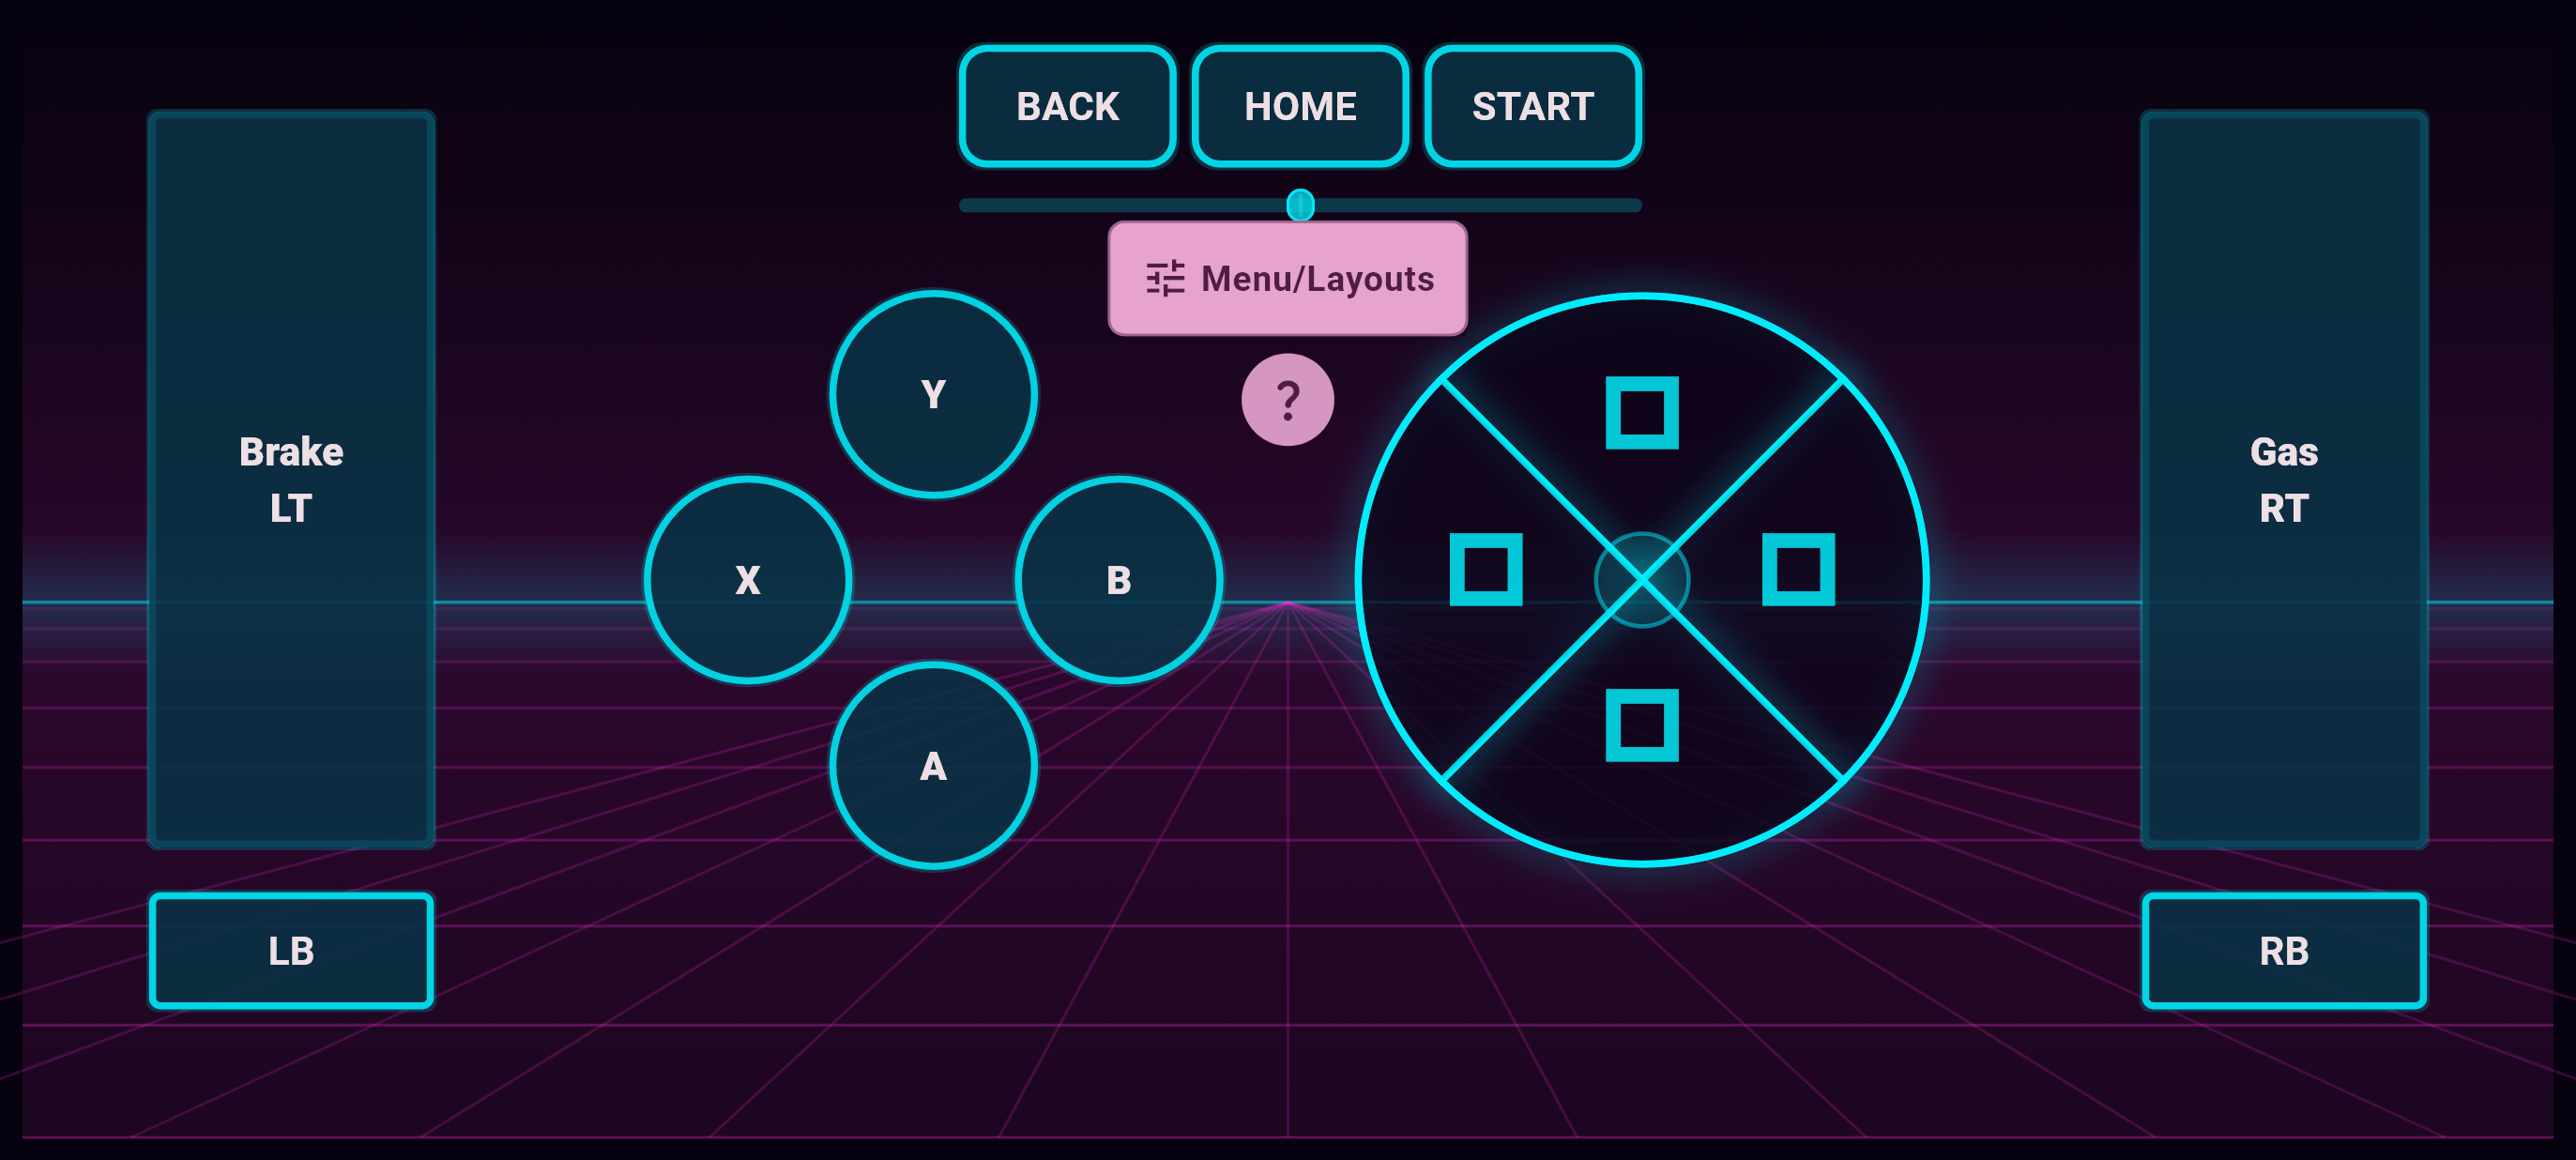 BACK
HOME
START
Menu/Layouts
?
Brake
LT
Y
X
B
A
Gas
RT
LB
RB